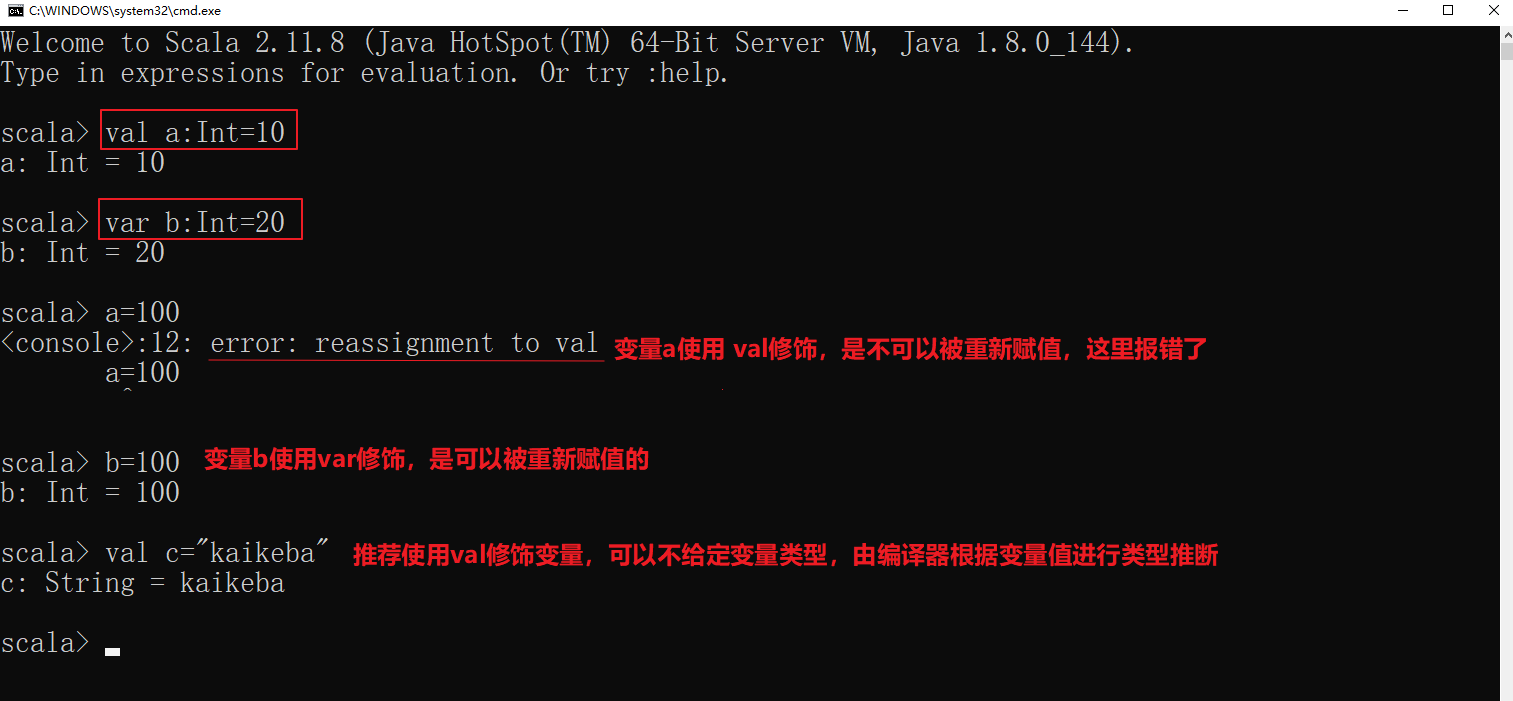 C:\WINDOWS\system32\cmd.exe
Welcome to Scala 2.11.8 (Java HotSpot(TM) 64-Bit Server VM, Java 1.8.0_144).
Type in expressions for evaluation. Or try :help.
scala> val a:Int=10
a: Int = 10
scala> var b:Int=20
b: Int = 20
scala> a=100
<console>:12: error: reassignment to val 变量a使用 val修饰，是不可以被重新赋值，这里报错了
a=100
^
scala> b=100 变量b使用var修饰，是可以被重新赋值的
b: Int = 100
scala> val c="kaikeba" 推荐使用val修饰变量，可以不给定变量类型，由编译器根据变量值进行类型推断
c: String = kaikeba
scala>